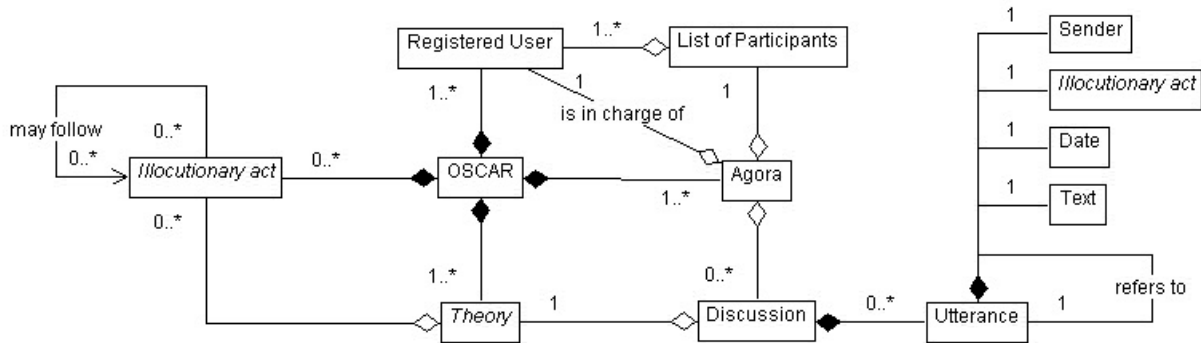 1..*
1
Registered User
List of Participants
Sender
1
1
1
Illocutionary act
1..*
is in charge of
may follow
0..*
0..*
0..*
1
Date
Illocutionary act
OSCAR
Agora
1
Text
0..*
1..*
1..*
0..*
refers to
Theory
1
Discussion
0..*
Utterance
1